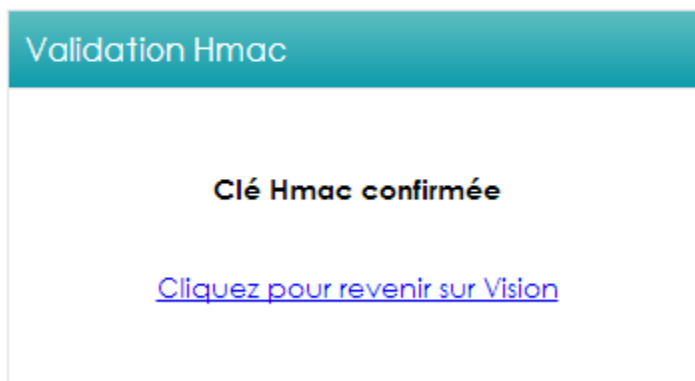 Validation Hmac
Clé Hmac confirmée
Cliquez pour revenir sur Vision